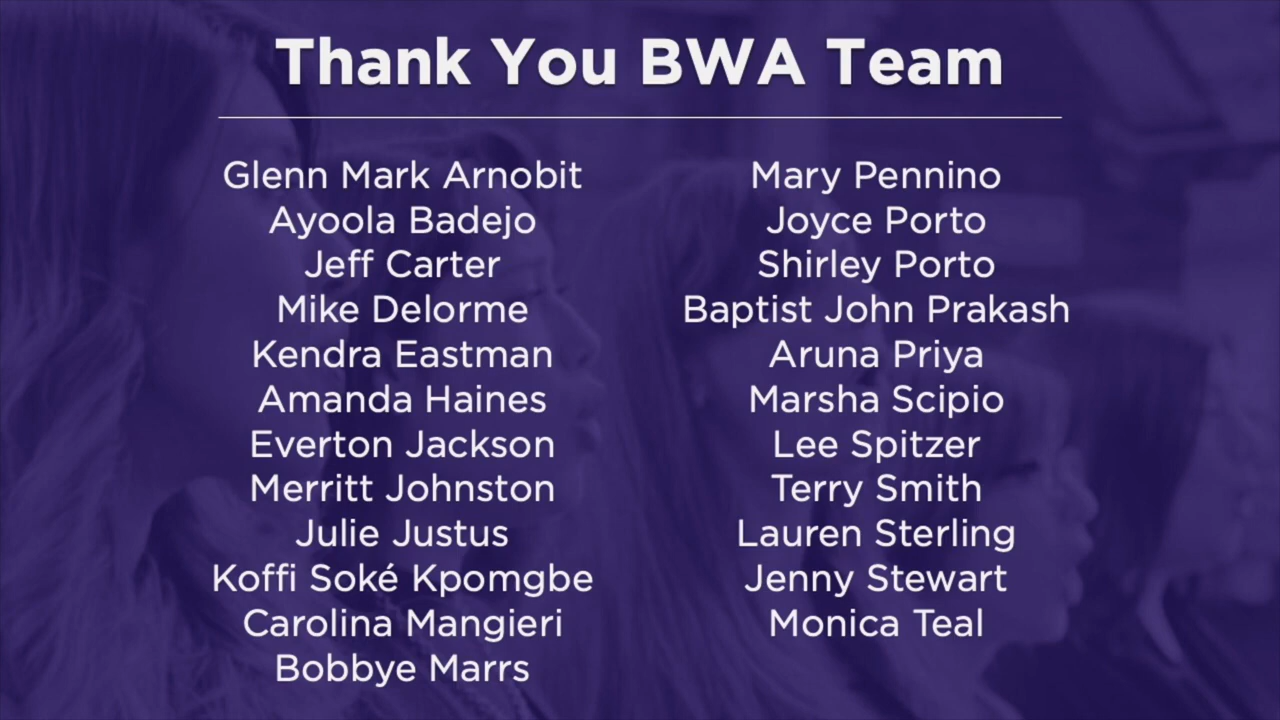 Thank You BWA Team
Glenn Mark Arnobit
Ayoola Badejo
Jeff Carter
Mike Delorme
Kendra Eastman
Amanda Haines
Everton Jackson
Merritt Johnston
Julie Justus
Koffi Soké Kpomgbe
Carolina Mangieri
Bobbye Marrs
Mary Pennino
Joyce Porto
Shirley Porto
Baptist John Prakash
Aruna Priya
Marsha Scipio
Lee Spitzer
Terry Smith
Lauren Sterling
Jenny Stewart
Monica Teal